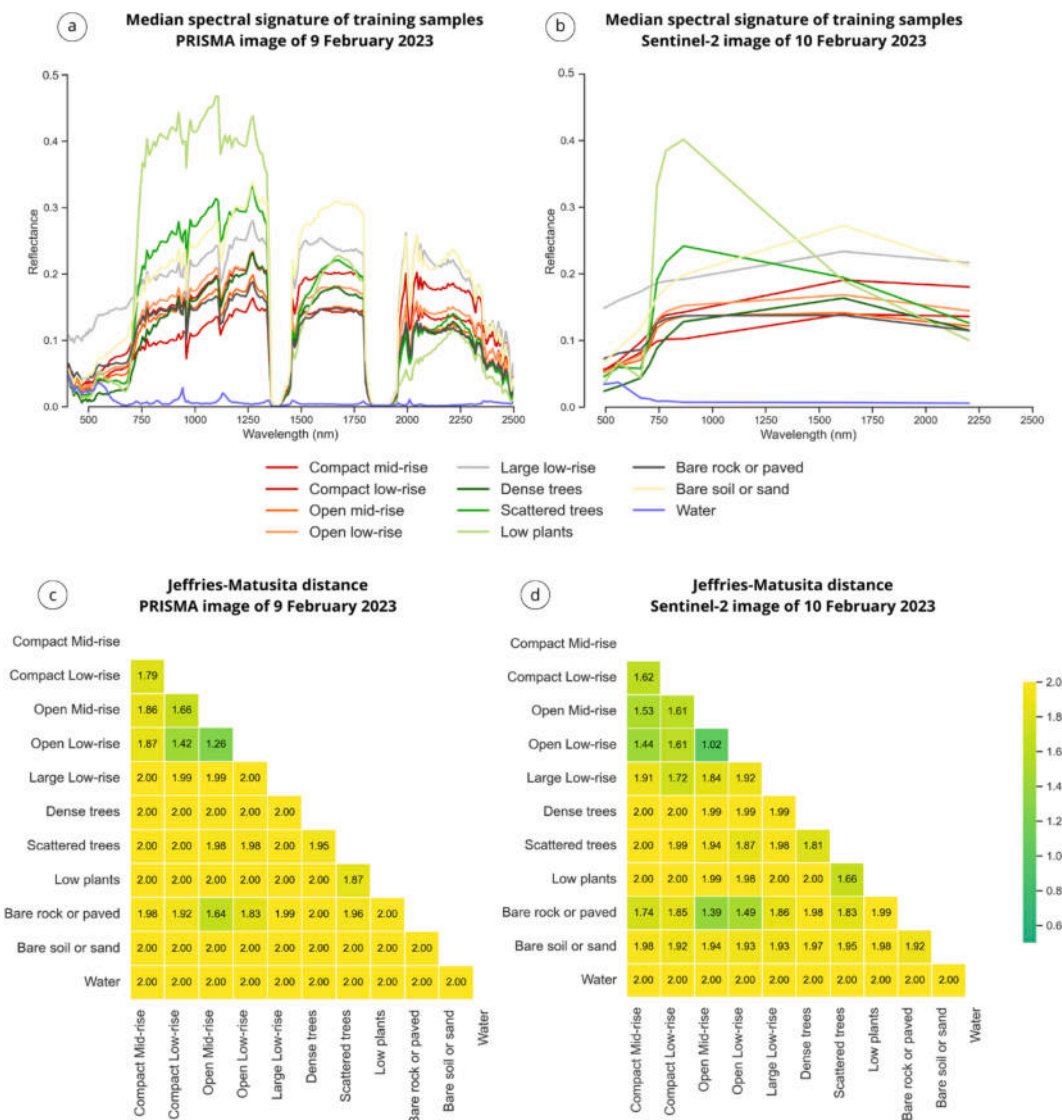 a
Median spectral signature of training samples
PRISMA image of 9 February 2023
b
Median spectral signature of training samples
Sentinel-2 image of 10 February 2023
0.5
0.4
0.3
0.2
0.1
0.0
Reflectance
500 750 1000 1250 1500 1750 2000 2250 2500
Wavelength (nm)
0.5
0.4
0.3
0.2
0.1
0.0
Reflectance
500 750 1000 1250 1500 1750 2000 2250 2500
Wavelength (nm)
Compact mid-rise
Compact low-rise
Open mid-rise
Open low-rise
Large low-rise
Dense trees
Scattered trees
Low plants
Bare rock or paved
Bare soil or sand
Water
c
Jeffries-Matusita distance
PRISMA image of 9 February 2023
Compact Mid-rise
Compact Low-rise 1.79
Open Mid-rise 1.86 1.66
Open Low-rise 1.87 1.42 1.26
Large Low-rise 2.00 1.99 1.99 2.00
Dense trees 2.00 2.00 2.00 2.00 2.00
Scattered trees 2.00 2.00 1.98 1.98 2.00 1.95
Low plants 2.00 2.00 2.00 2.00 2.00 2.00 1.87
Bare rock or paved 1.98 1.92 1.64 1.83 1.99 2.00 1.96 2.00
Bare soil or sand 2.00 2.00 2.00 2.00 2.00 2.00 2.00 2.00 2.00
Water 2.00 2.00 2.00 2.00 2.00 2.00 2.00 2.00 2.00 2.00
Compact Mid-rise
Compact Low-rise
Open Mid-rise
Open Low-rise
Large Low-rise
Dense trees
Scattered trees
Low plants
Bare rock or paved
Bare soil or sand
Water
d
Jeffries-Matusita distance
Sentinel-2 image of 10 February 2023
Compact Mid-rise
Compact Low-rise 1.62
Open Mid-rise 1.53 1.61
Open Low-rise 1.44 1.61 1.02
Large Low-rise 1.91 1.72 1.84 1.92
Dense trees 2.00 2.00 1.99 1.99 1.99
Scattered trees 2.00 1.99 1.94 1.87 1.98 1.81
Low plants 2.00 2.00 1.99 1.98 2.00 2.00 1.66
Bare rock or paved 1.74 1.85 1.39 1.49 1.86 1.98 1.83 1.99
Bare soil or sand 1.98 1.92 1.94 1.93 1.93 1.97 1.95 1.98 1.92
Water 2.00 2.00 2.00 2.00 2.00 2.00 2.00 2.00 2.00 2.00
Compact Mid-rise
Compact Low-rise
Open Mid-rise
Open Low-rise
Large Low-rise
Dense trees
Scattered trees
Low plants
Bare rock or paved
Bare soil or sand
Water
2.0
1.8
1.6
1.4
1.2
1.0
0.8
0.6